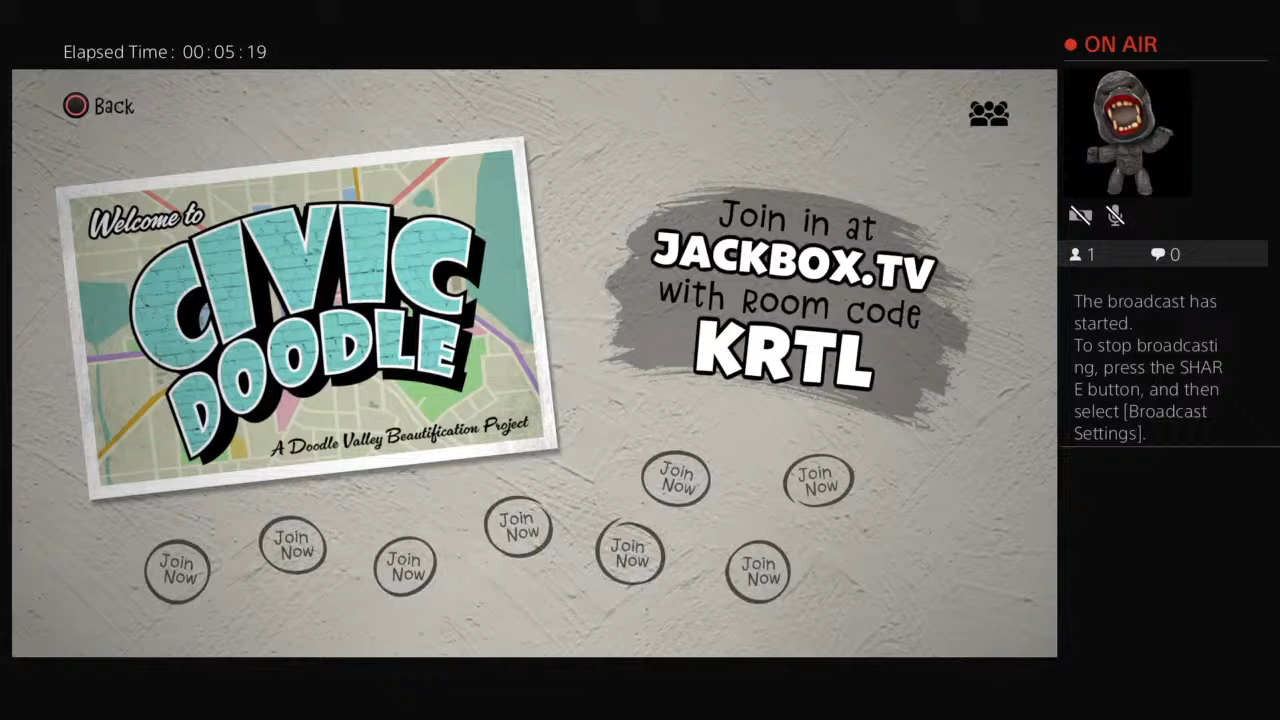 Elapsed Time: 00:05:19
ON AIR
Back
Welcome to
CIVIC
DOODLE
A Doodle Valley Beautification Project
Join in at
JACKBOX.TV
with Room code
KRTL
1
0
The broadcast has
started.
To stop broadcasti
ng, press the SHAR
E button, and then
select [Broadcast
Settings].
Join
Now
Join
Now
Join
Now
Join
Now
Join
Now
Join
Now
Join
Now
Join
Now